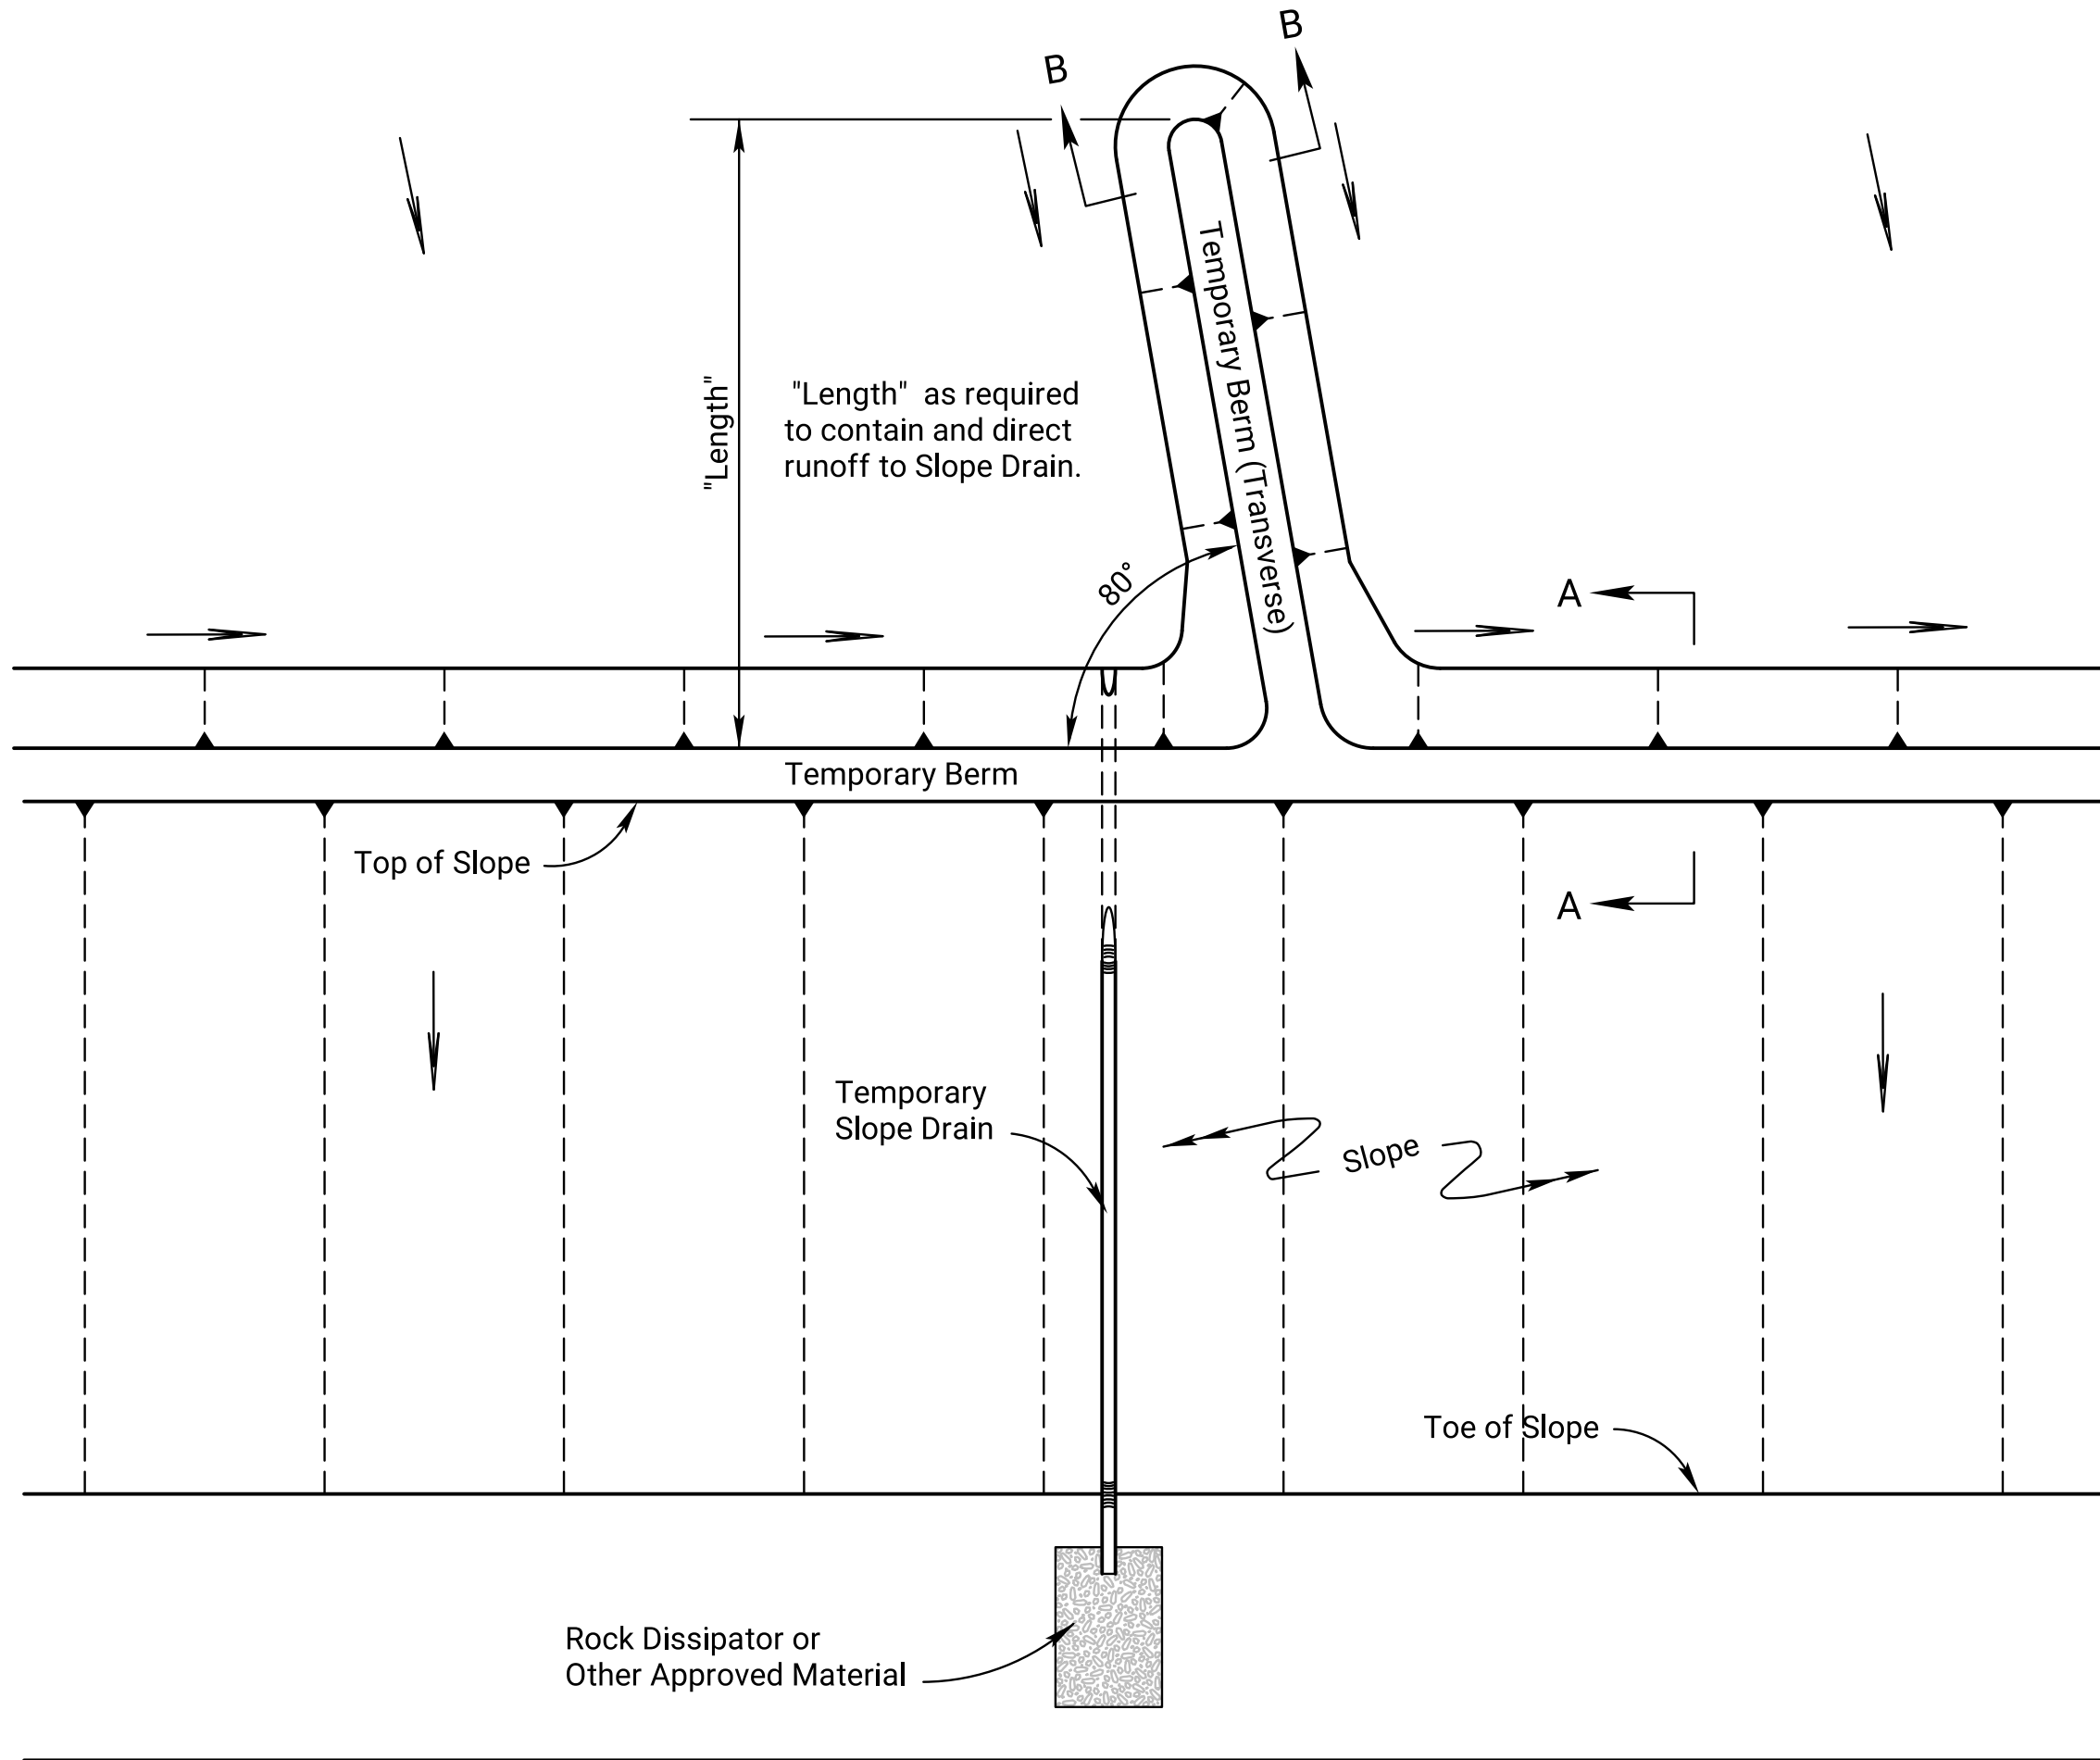 B
B
"Length"
"Length" as required
to contain and direct
runoff to Slope Drain.
Temporary Berm (Transverse)
80°
A
Temporary Berm
Top of Slope
A
Temporary
Slope Drain
Slope
Toe of Slope
Rock Dissipator or
Other Approved Material